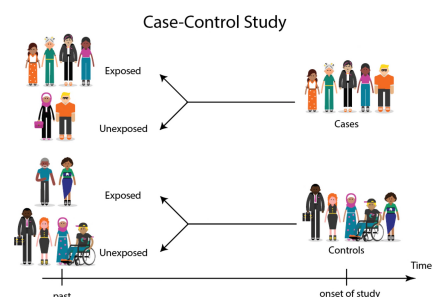 Case-Control Study
Exposed
Unexposed
Cases
Exposed
Unexposed
Controls
Time
past
onset of study